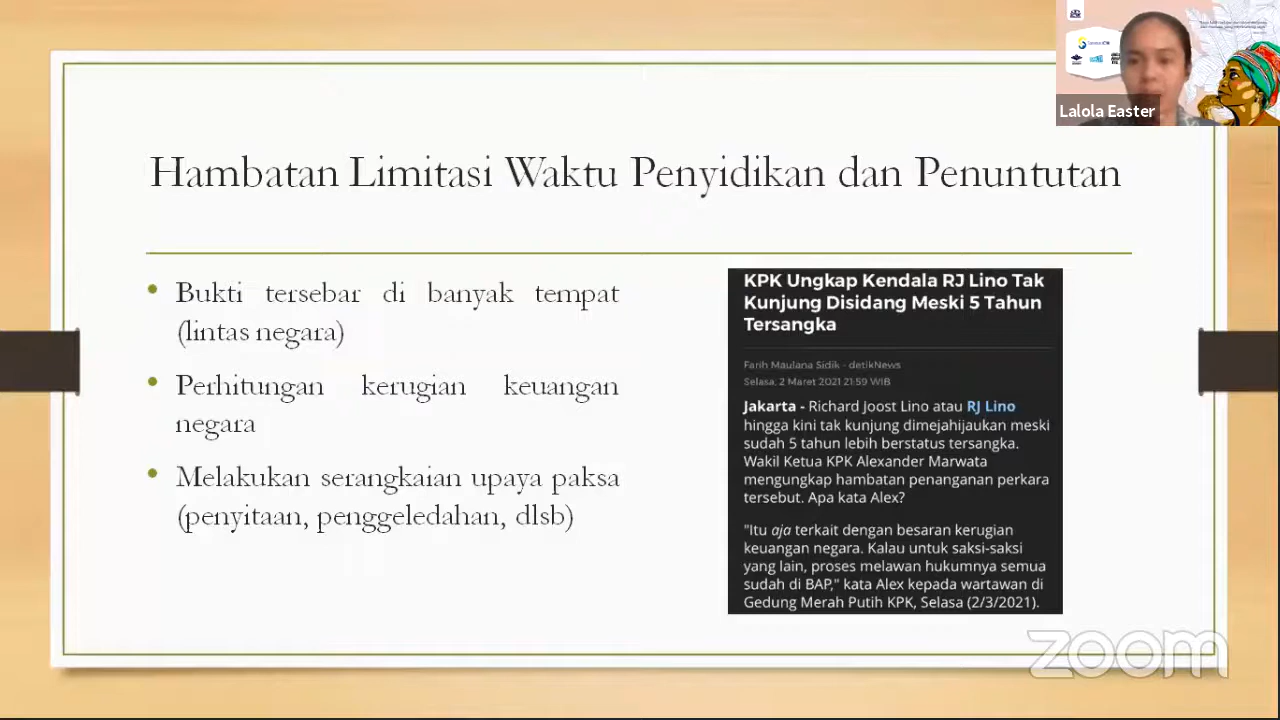 Lalola Easter
Hambatan Limitasi Waktu Penyidikan dan Penuntutan
• Bukti tersebar di banyak tempat
(lintas negara)
• Perhitungan kerugian keuangan
negara
• Melakukan serangkaian upaya paksa
(penyitaan, penggeledahan, dlsb)
KPK Ungkap Kendala RJ Lino Tak
Kunjung Disidang Meski 5 Tahun
Tersangka
Farih Maulana Sidik - detikNews
Selasa, 2 Maret 2021 21:59 WIB
Jakarta - Richard Joost Lino atau RJ Lino
hingga kini tak kunjung dimejahijaukan meski
sudah 5 tahun lebih berstatus tersangka.
Wakil Ketua KPK Alexander Marwata
mengungkap hambatan penanganan perkara
tersebut. Apa kata Alex?
"Itu aja terkait dengan besaran kerugian
keuangan negara. Kalau untuk saksi-saksi
yang lain, proses melawan hukumnya semua
sudah di BAP," kata Alex kepada wartawan di
Gedung Merah Putih KPK, Selasa (2/3/2021).
zoom